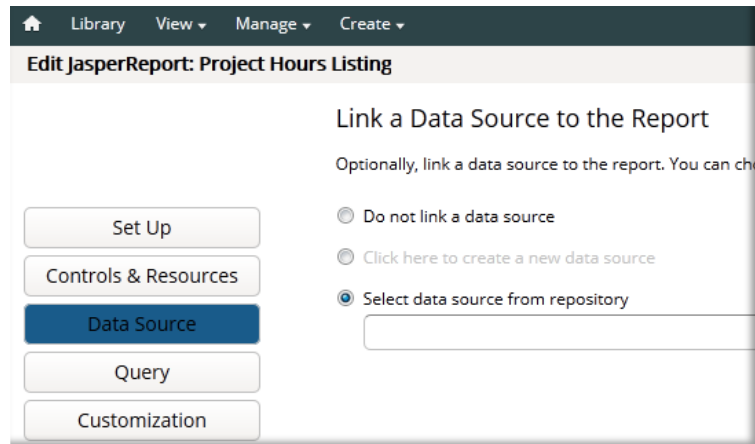 Library View Manage Create
Edit JasperReport: Project Hours Listing
Link a Data Source to the Report
Optionally, link a data source to the report. You can
Set Up
Controls & Resources
Data Source
Query
Customization
Do not link a data source
Click here to create a new data source
Select data source from repository